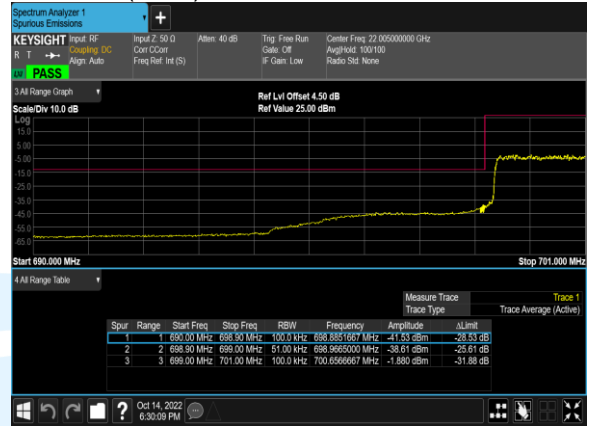 Spectrum Analyzer 1
Spurious Emissions
KEYSIGHT Input: RF Input Z: 50 Ω Atten: 40 dB Trig: Free Run Center Freq: 22.005000000 GHz
R T Coupling: DC Corr CCorr Gate: Off Avg|Hold: 100/100
Align: Auto Freq Ref: Int (S) IF Gain: Low Radio Std: None
PASS
3 All Range Graph
Ref Lvl Offset 4.50 dB
Scale/Div 10.0 dB Ref Value 25.00 dBm
Log
15.0
5.00
-5.00
-15.0
-25.0
-35.0
-45.0
-55.0
-65.0
Start 690.000 MHz Stop 701.000 MHz
4 All Range Table
Measure Trace Trace 1
Trace Type Trace Average (Active)
Spur Range Start Freq Stop Freq RBW Frequency Amplitude ΔLimit
1 1 690.00 MHz 698.90 MHz 100.0 kHz 698.8851667 MHz -41.53 dBm -28.53 dB
2 2 698.90 MHz 699.00 MHz 51.00 kHz 698.9665000 MHz -38.61 dBm -25.61 dB
3 3 699.00 MHz 701.00 MHz 100.0 kHz 700.6566667 MHz -1.880 dBm -31.88 dB
Oct 14, 2022
6:30:09 PM